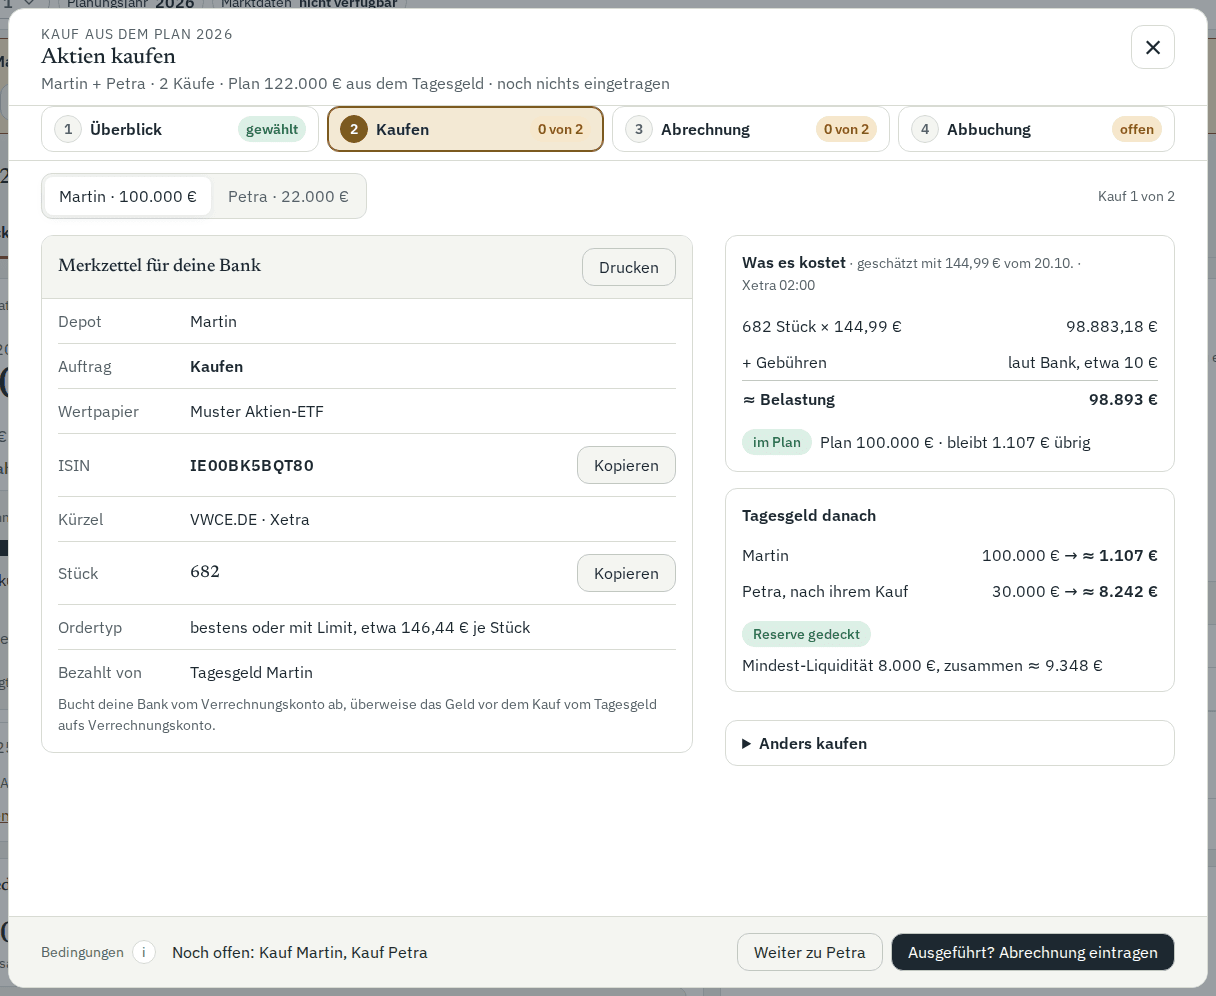 Planungsjahr 2026
Marktdaten nicht verfügbar
KAUF AUS DEM PLAN 2026
Aktien kaufen
Martin + Petra · 2 Käufe · Plan 122.000 € aus dem Tagesgeld · noch nichts eingetragen
1 Überblick gewählt
2 Kaufen 0 von 2
3 Abrechnung 0 von 2
4 Abbuchung offen
Martin · 100.000 €
Petra · 22.000 €
Kauf 1 von 2
Merkzettel für deine Bank
Drucken
Depot Martin
Auftrag Kaufen
Wertpapier Muster Aktien-ETF
ISIN IE00BK5BQT80 Kopieren
Kürzel VWCE.DE · Xetra
Stück 682 Kopieren
Ordertyp bestens oder mit Limit, etwa 146,44 € je Stück
Bezahlt von Tagesgeld Martin
Bucht deine Bank vom Verrechnungskonto ab, überweise das Geld vor dem Kauf vom Tagesgeld
aufs Verrechnungskonto.
Was es kostet · geschätzt mit 144,99 € vom 20.10. ·
Xetra 02:00
682 Stück × 144,99 € 98.883,18 €
+ Gebühren laut Bank, etwa 10 €
≈ Belastung 98.893 €
im Plan Plan 100.000 € · bleibt 1.107 € übrig
Tagesgeld danach
Martin 100.000 € → ≈ 1.107 €
Petra, nach ihrem Kauf 30.000 € → ≈ 8.242 €
Reserve gedeckt
Mindest-Liquidität 8.000 €, zusammen ≈ 9.348 €
▶ Anders kaufen
Bedingungen i Noch offen: Kauf Martin, Kauf Petra
Weiter zu Petra
Ausgeführt? Abrechnung eintragen